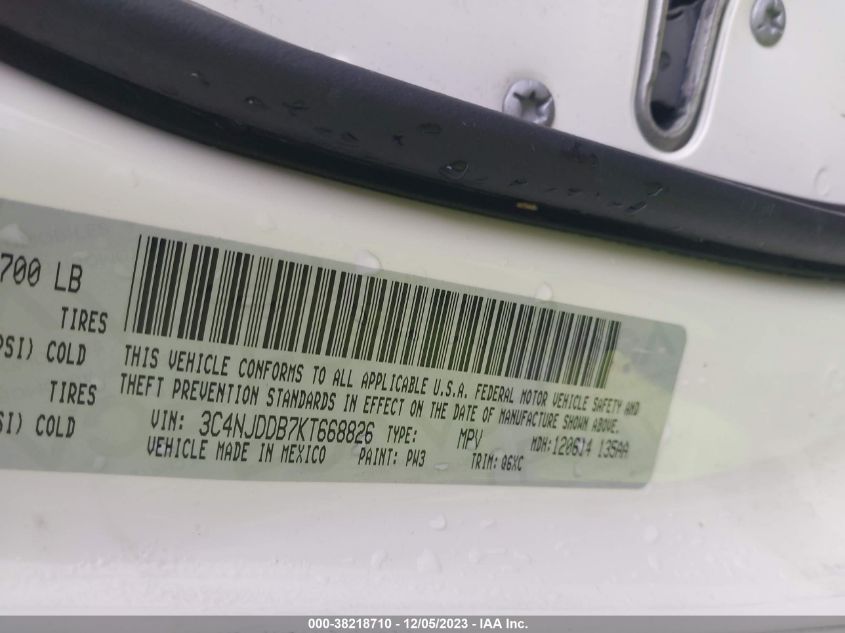 700 LB
TIRES
PSI) COLD
TIRES
SI) COLD
THIS VEHICLE CONFORMS TO ALL APPLICABLE U.S.A. FEDERAL MOTOR VEHICLE SAFETY AND
THEFT PREVENTION STANDARDS IN EFFECT ON THE DATE OF MANUFACTURE SHOWN ABOVE.
VIN: 3C4NJDDB7KT668826 TYPE: MPV MDH:120614 135AA
VEHICLE MADE IN MEXICO PAINT: PW3 TRIM: Q6XC
000-38218710 - 12/05/2023 - IAA Inc.